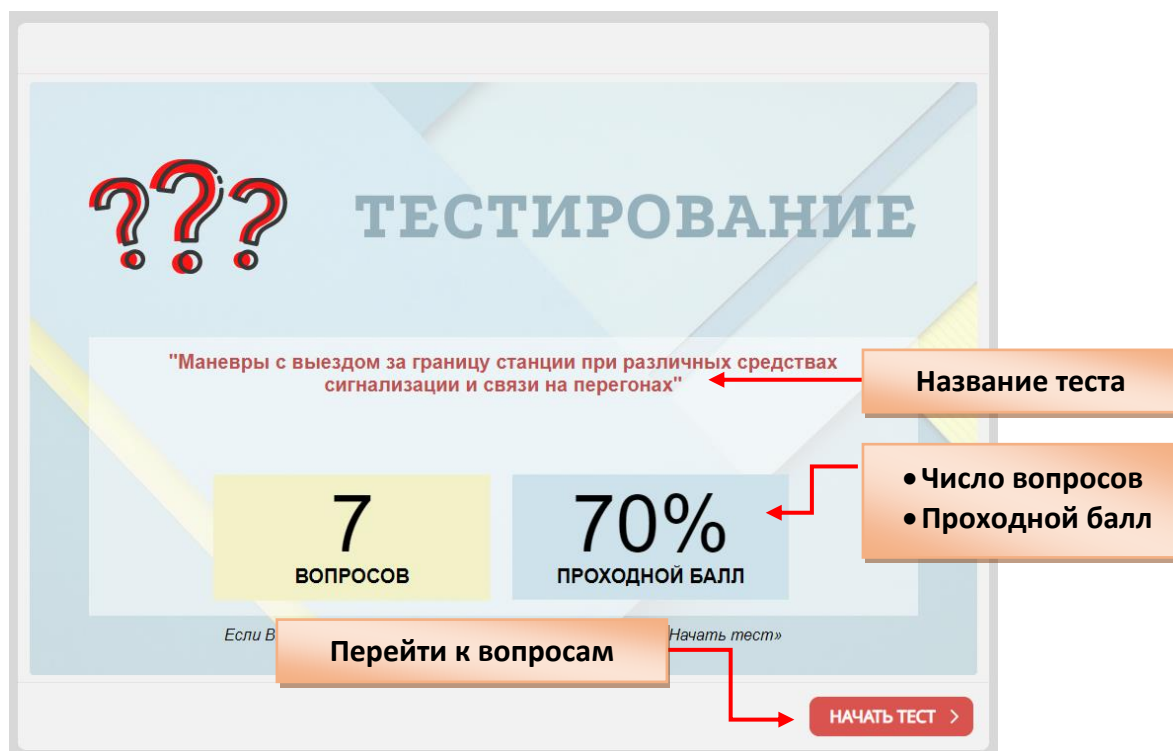 ТЕСТИРОВАНИЕ
"Маневры с выездом за границу станции при различных средствах
сигнализации и связи на перегонах"
Название теста
7
ВОПРОСОВ
70%
ПРОХОДНОЙ БАЛЛ
• Число вопросов
• Проходной балл
Если В
Начать тест»
Перейти к вопросам
НАЧАТЬ ТЕСТ